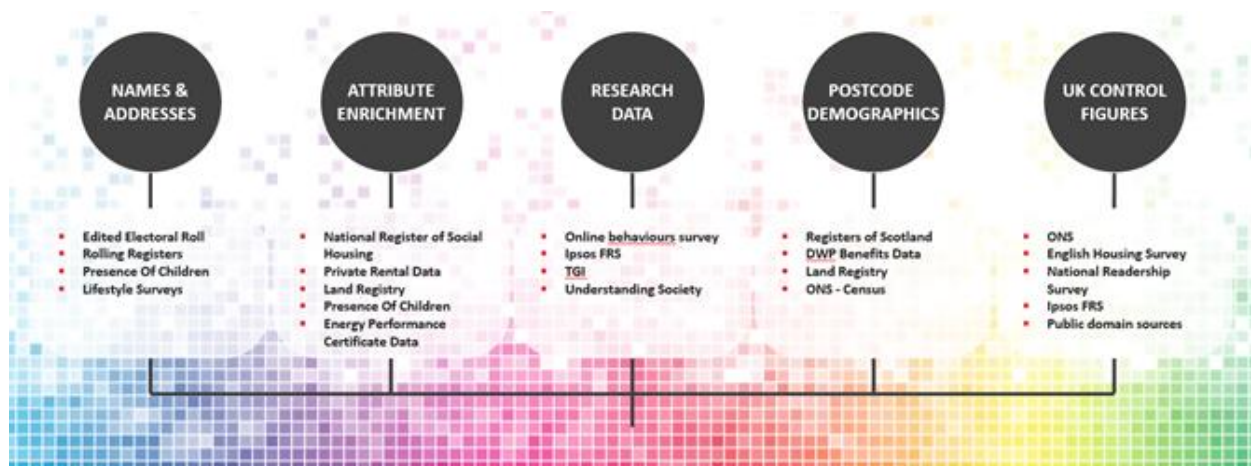 NAMES &
ADDRESSES
Edited Electoral Roll
Rolling Registers
Presence Of Children
Lifestyle Surveys
ATTRIBUTE
ENRICHMENT
National Register of Social
Housing
Private Rental Data
Land Registry
Presence Of Children
Energy Performance
Certificate Data
RESEARCH
DATA
Online behaviours survey
Ipsos FRS
TGI
Understanding Society
POSTCODE
DEMOGRAPHICS
Registers of Scotland
DWP Benefits Data
Land Registry
ONS - Census
UK CONTROL
FIGURES
ONS
English Housing Survey
National Readership
Survey
Ipsos FRS
Public domain sources